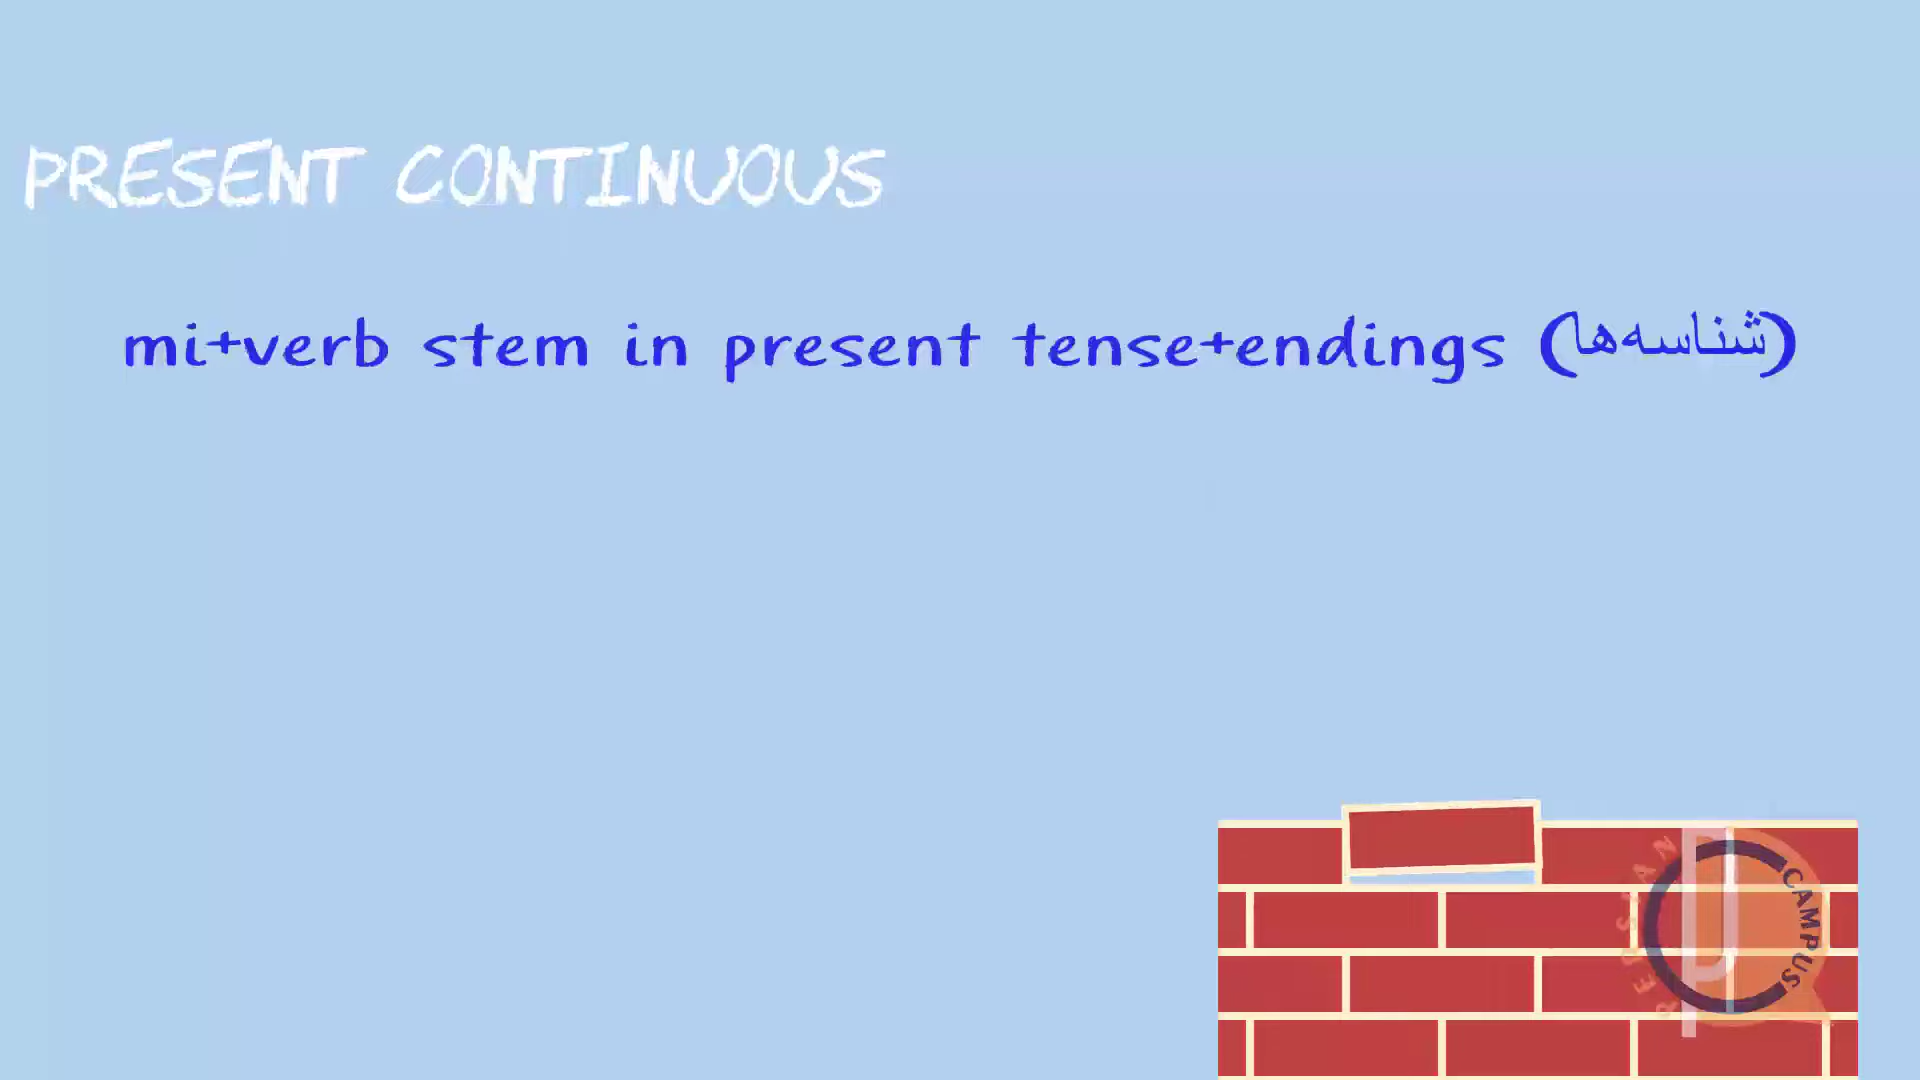 PRESENT CONTINUOUS
mi+verb stem in present tense+endings (شناسه‌ها)
PERSIAN CAMPUS